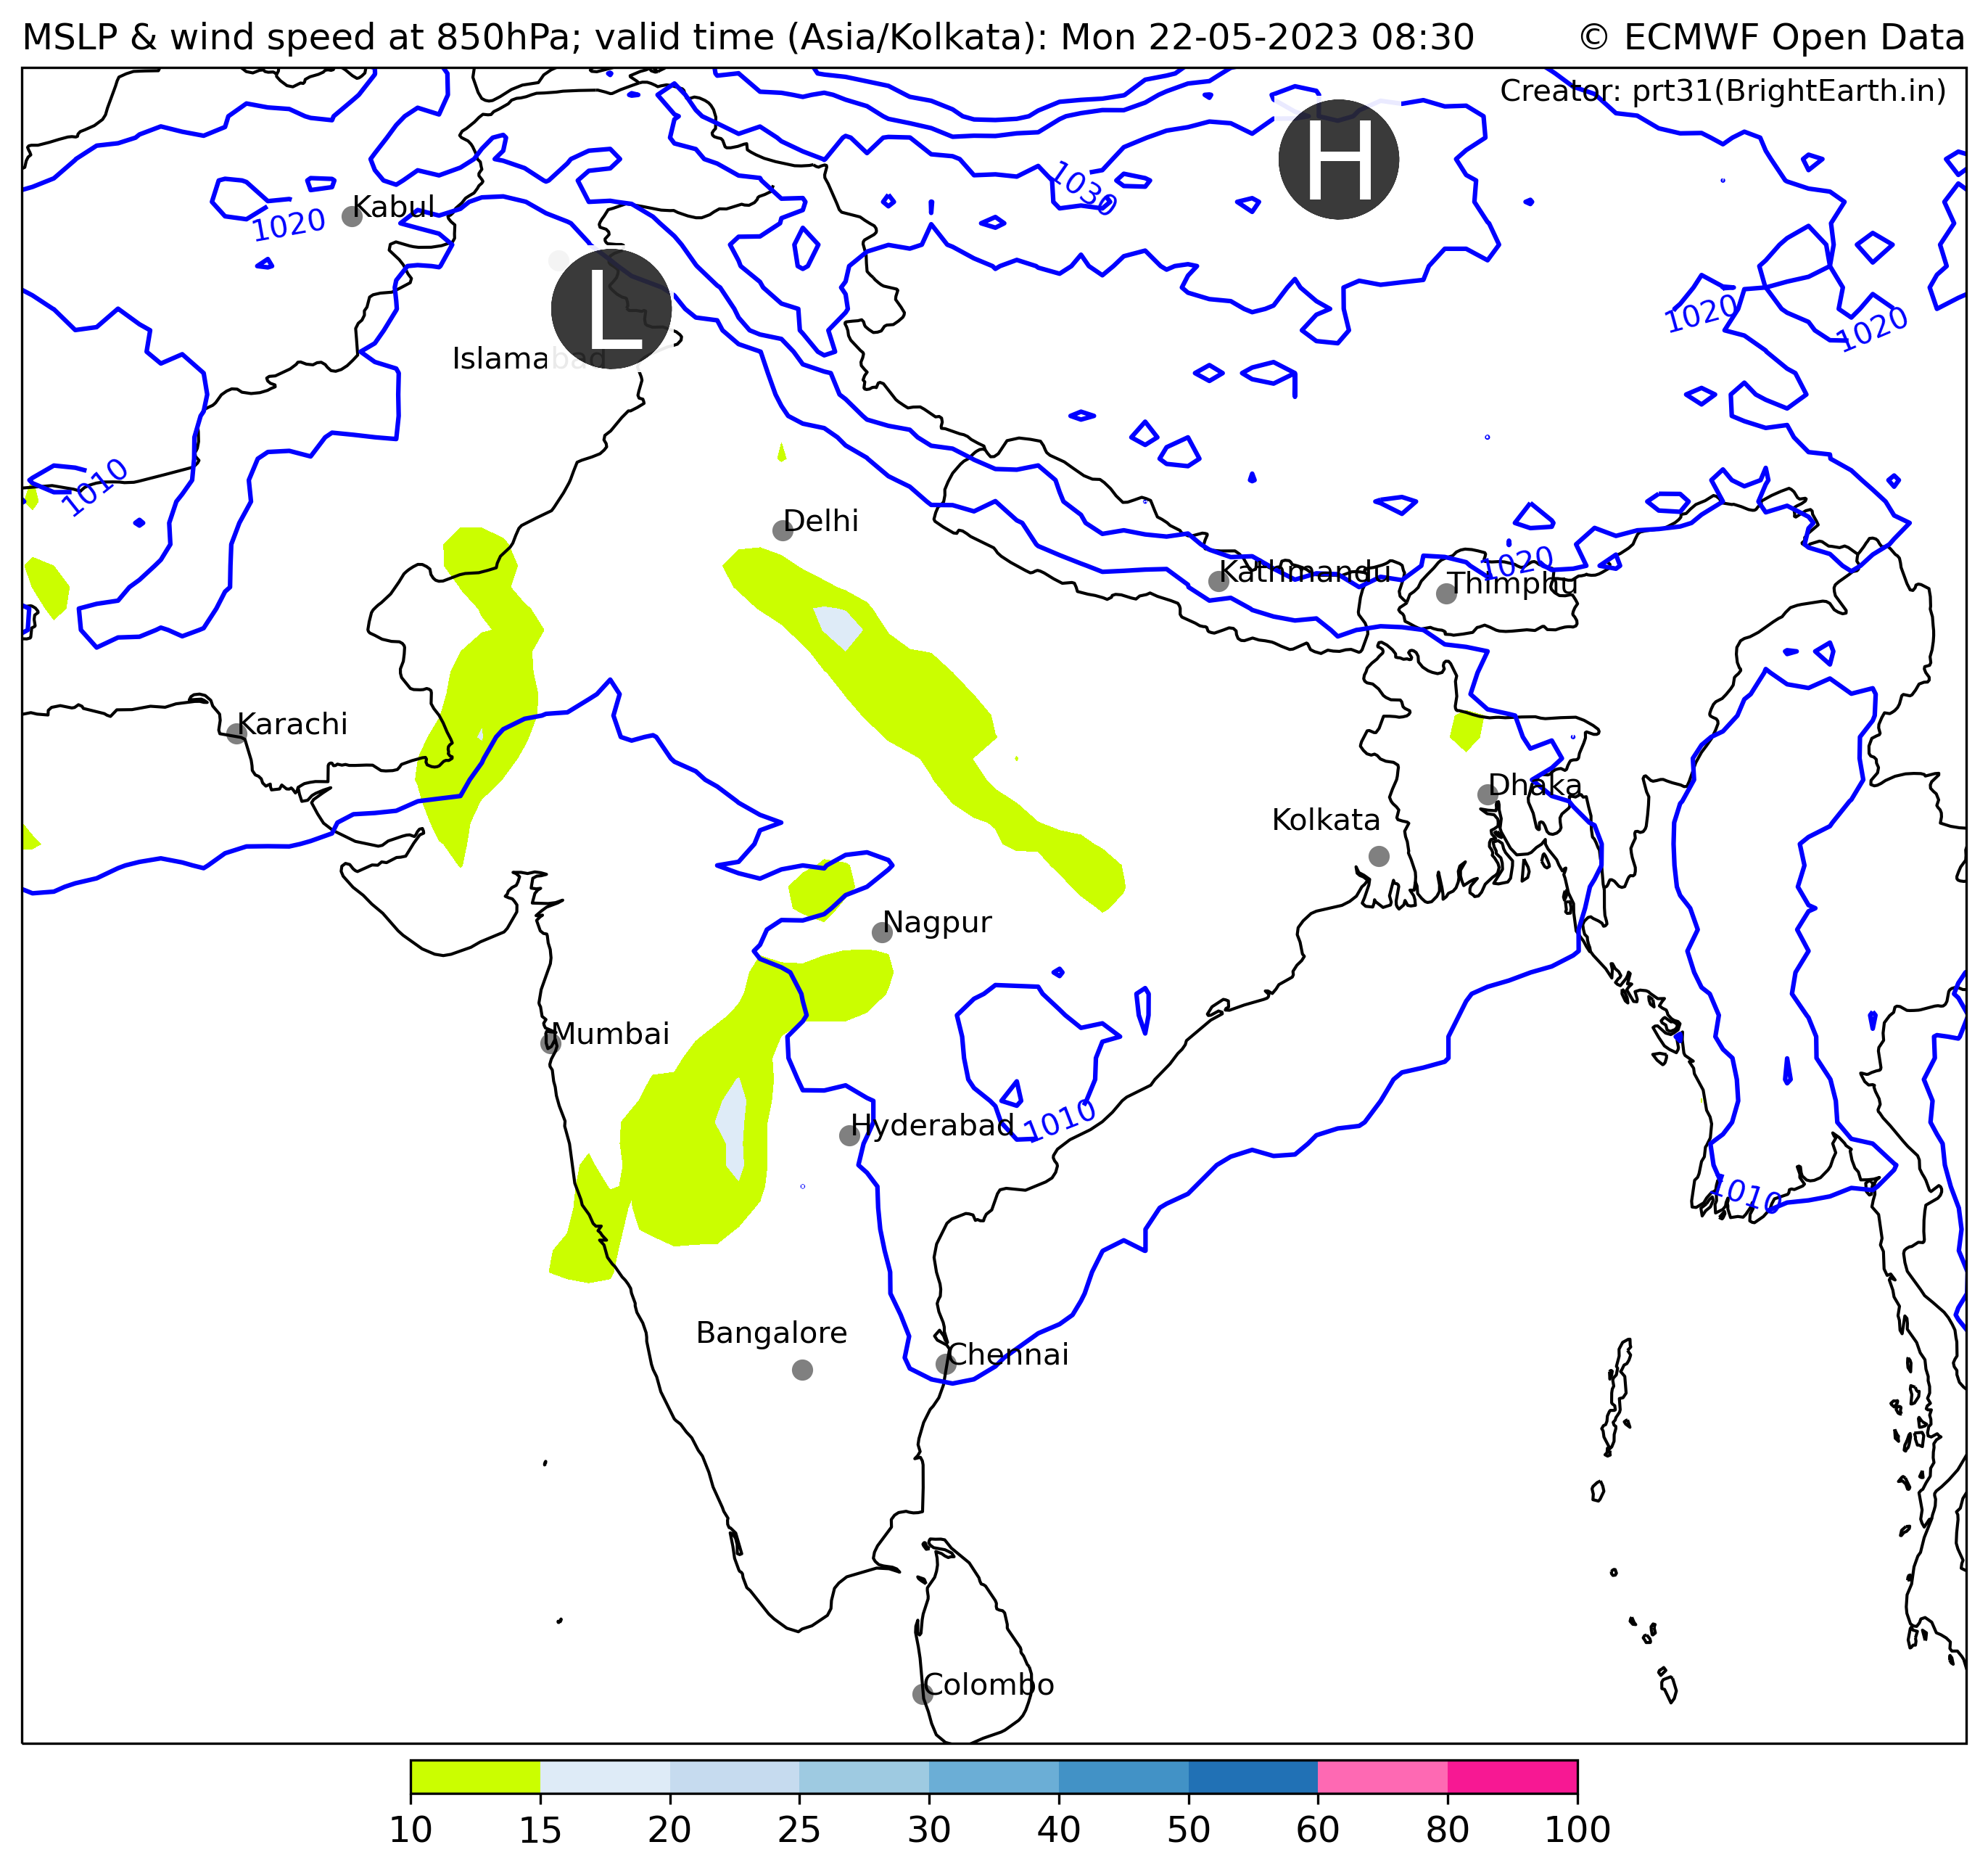 MSLP & wind speed at 850hPa; valid time (Asia/Kolkata): Mon 22-05-2023 08:30 © ECMWF Open Data
Creator: prt31(BrightEarth.in)
H
1030
Kabul
1020
L
1020
1020
Islamabad
1010
Delhi
1020
Kathmandu
Thimphu
Karachi
Dhaka
Kolkata
Nagpur
Mumbai
Hyderabad
1010
1010
Bangalore
Chennai
Colombo
10 15 20 25 30 40 50 60 80 100